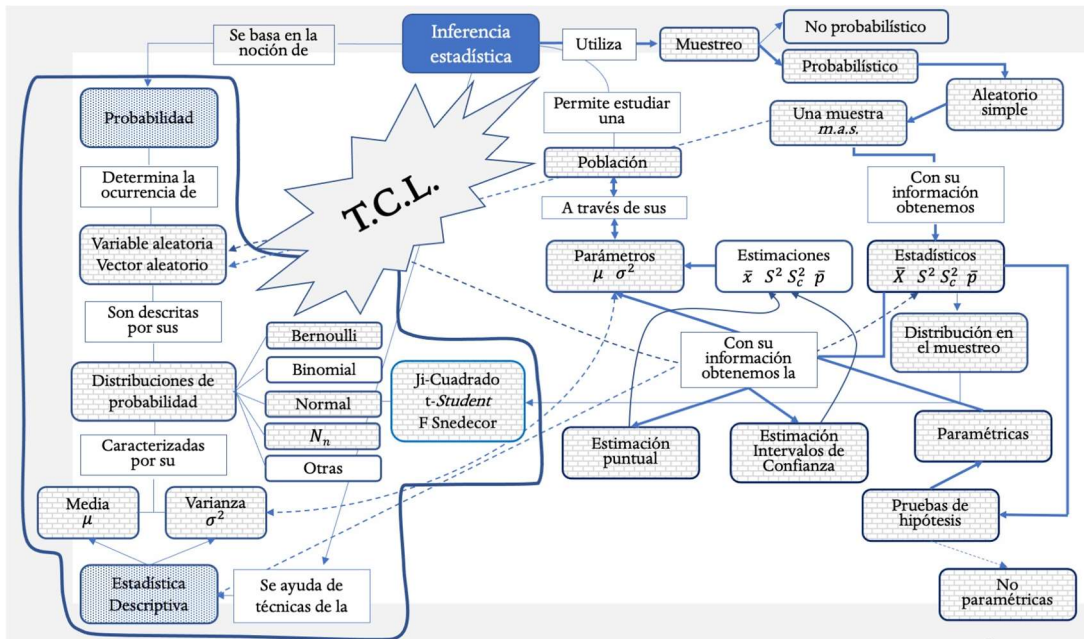 Inferencia
estadística
Se basa en la
noción de
Utiliza
Muestreo
No probabilístico
Probabilístico
Aleatorio
simple
Una muestra
m.a.s.
Con su
información
obtenemos
Permite estudiar
una
Población
A través de sus
Parámetros
μ σ²
Estimaciones
x̄ S² S_c² p̄
Estadísticos
X̄ S² S_c² p̄
Distribución en
el muestreo
Con su
información
obtenemos la
Estimación
puntual
Estimación
Intervalos de
Confianza
Paramétricas
Pruebas de
hipótesis
No
paramétricas
T.C.L.
Probabilidad
Determina la
ocurrencia de
Variable aleatoria
Vector aleatorio
Son descritas
por sus
Distribuciones de
probabilidad
Bernoulli
Binomial
Normal
N_n
Otras
Ji-Cuadrado
t-Student
F Snedecor
Caracterizadas
por su
Media
μ
Varianza
σ²
Estadística
Descriptiva
Se ayuda de
técnicas de la